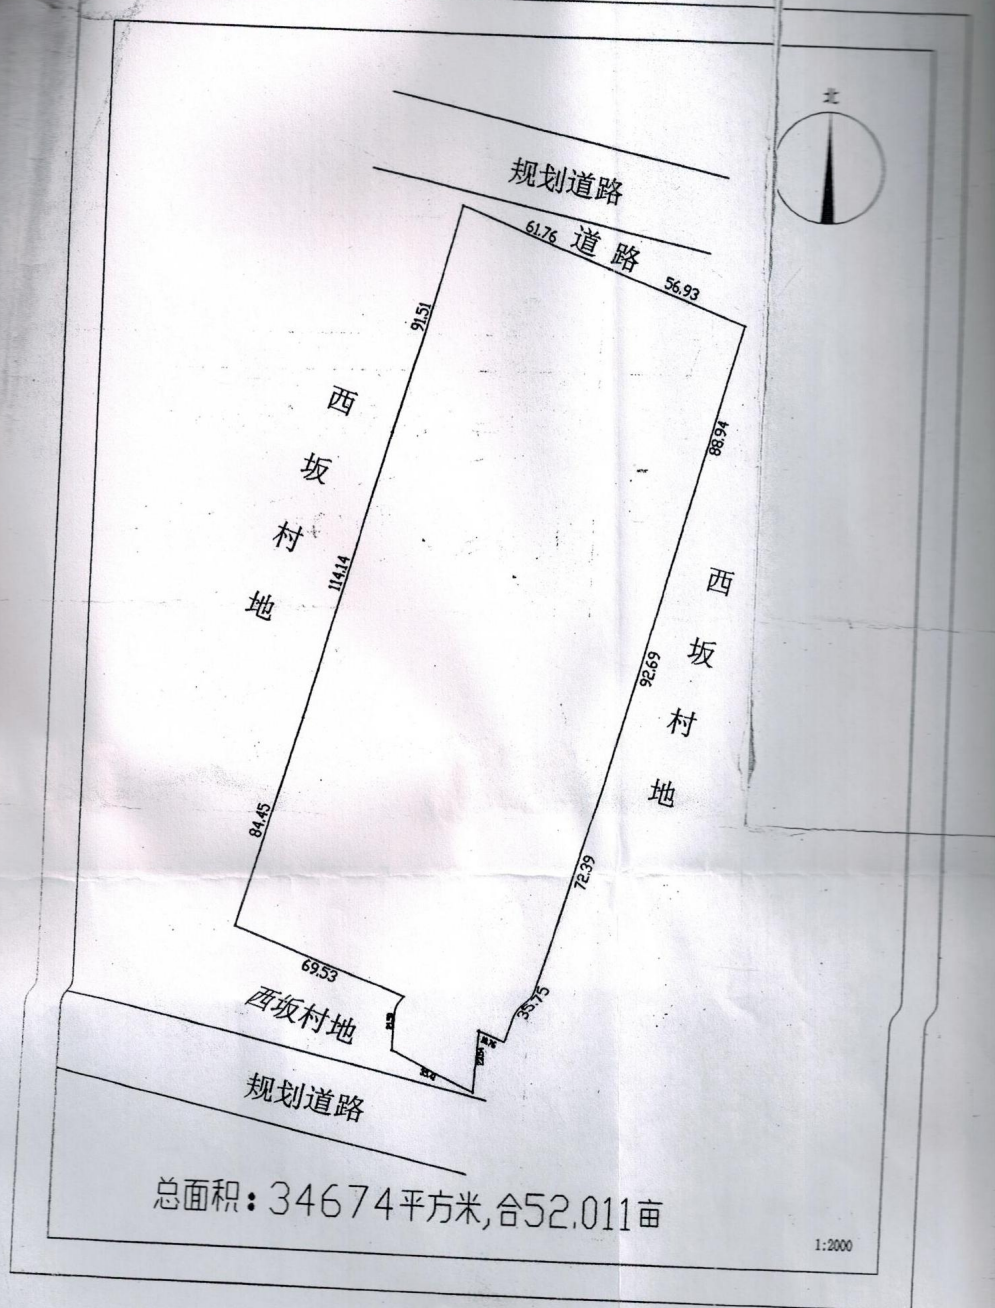 北
规划道路
61.76
道路
56.93
91.51
88.94
西坂村地
114.14
西坂村地
92.69
84.45
72.39
69.53
35.75
西坂村地
规划道路
总面积:34674平方米,合52.011亩
1:2000